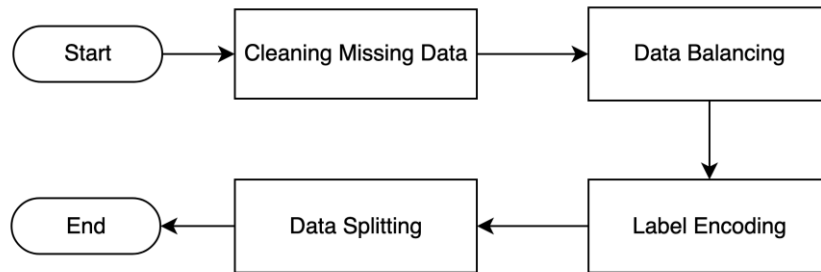 Start
Cleaning Missing Data
Data Balancing
Label Encoding
Data Splitting
End